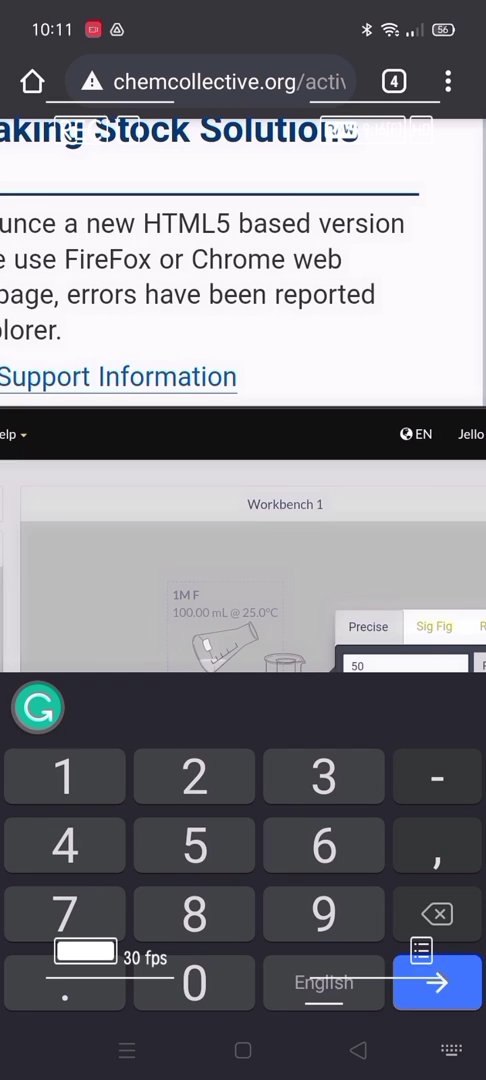 10:11
56
chemcollective.org/activ
4
aking Stock Solutions
unce a new HTML5 based version
e use FireFox or Chrome web
page, errors have been reported
plorer.
Support Information
elp
EN
Jello
Workbench 1
1M F
100.00 mL @ 25.0°C
Precise
Sig Fig
R
50
1
2
3
-
4
5
6
,
7
8
9
30 fps
.
0
English